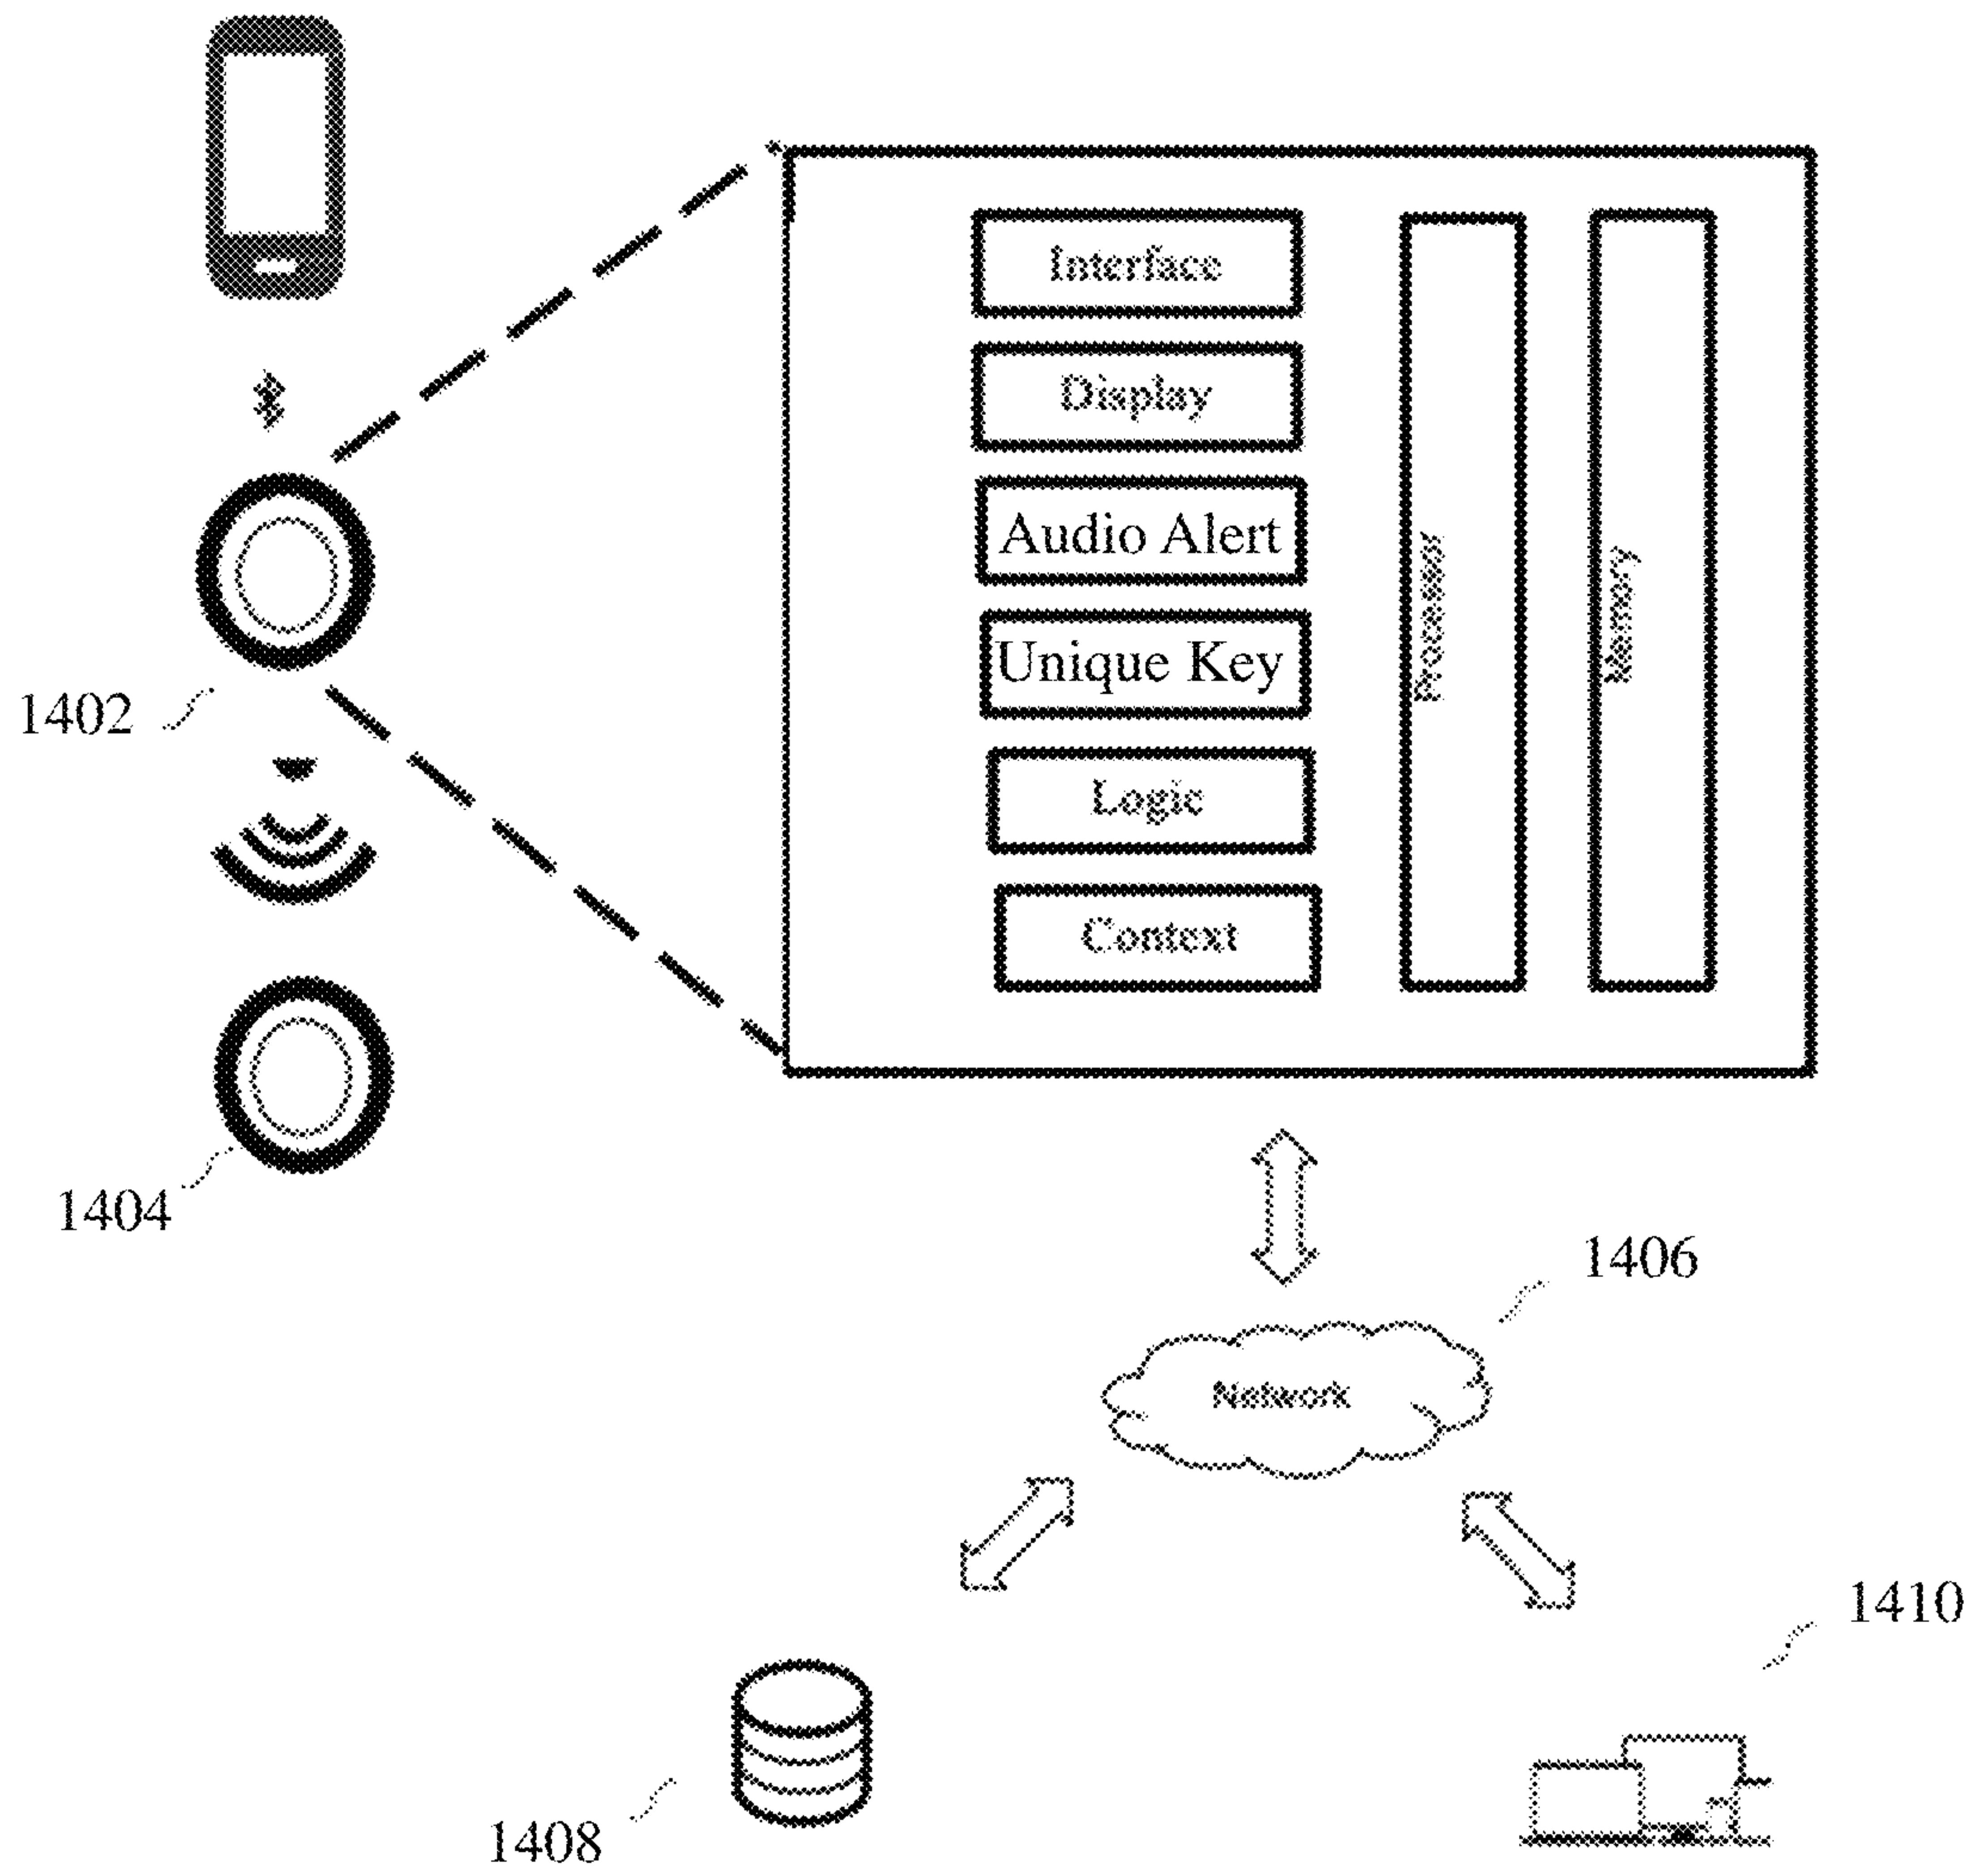 Interface
Display
Audio Alert
Unique Key
Logic
Context
Processor
Memory
1402
1404
1406
Network
1410
1408